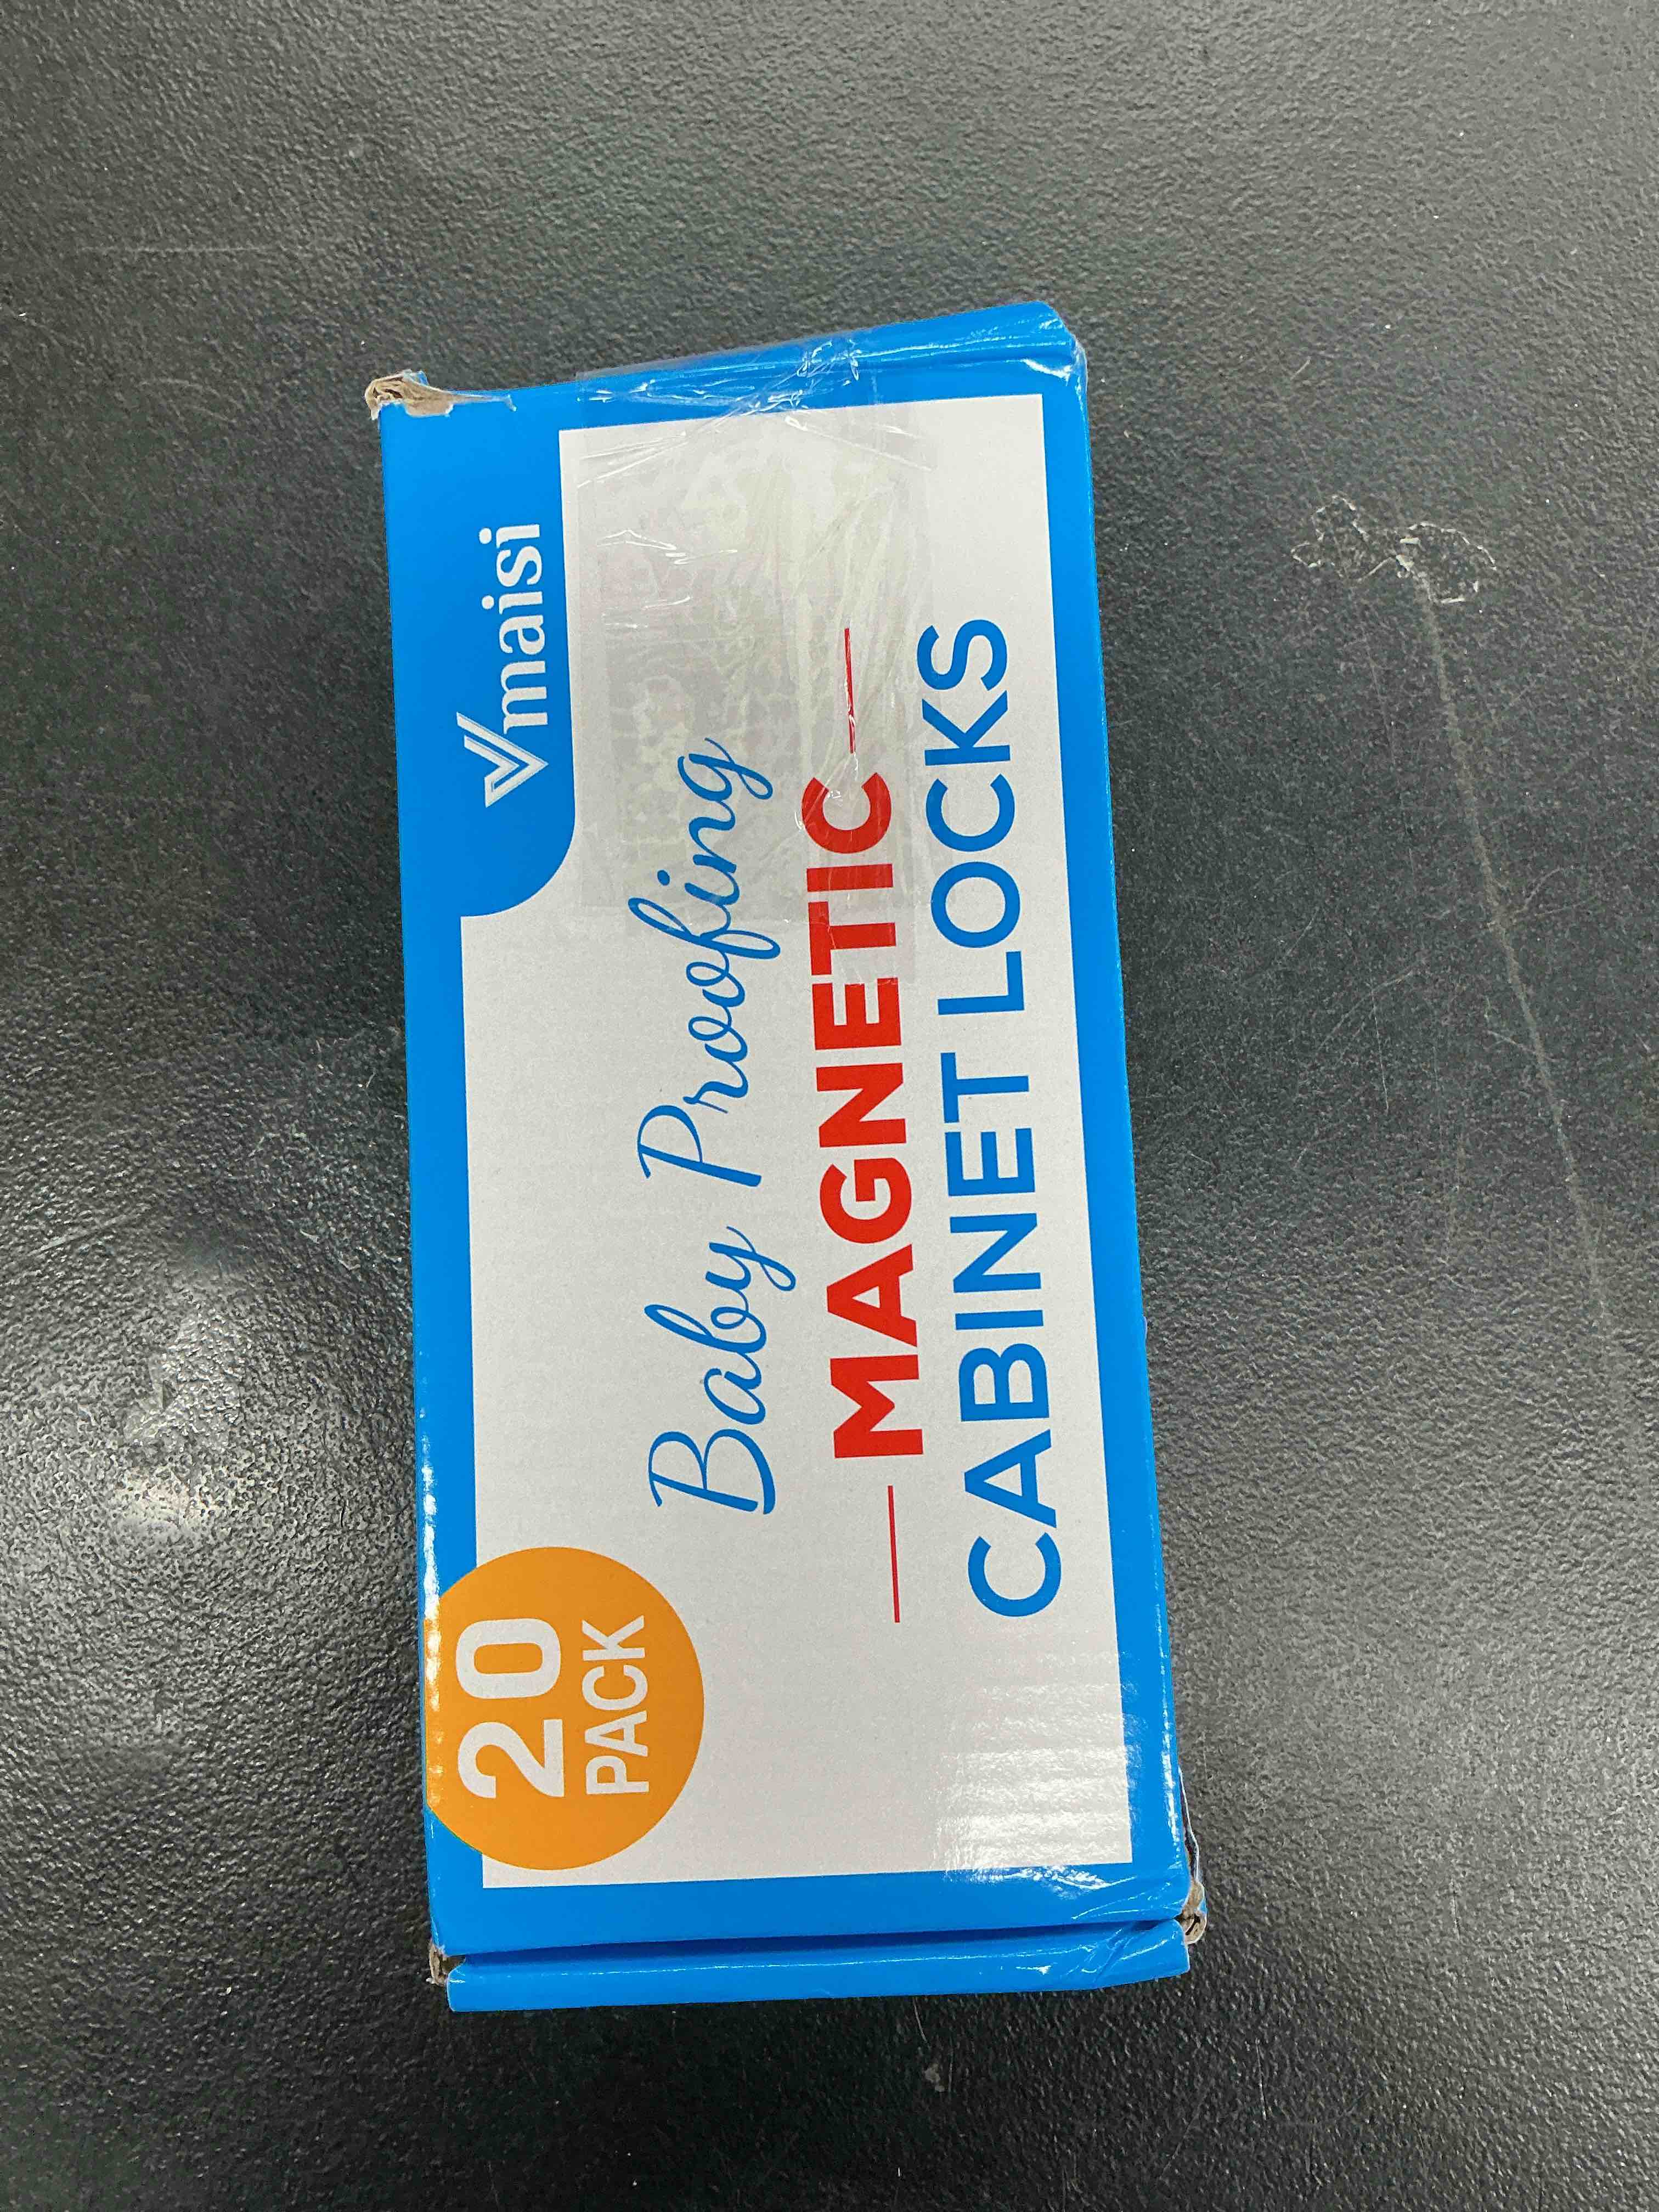 Vmaisi
20
PACK
Baby Proofing
MAGNETIC
CABINET LOCKS